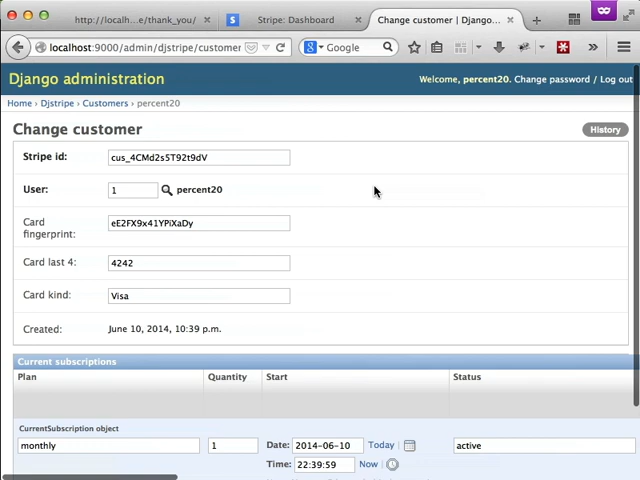 http://localh...e/thank_you/
Stripe: Dashboard
Change customer | Django...
localhost:9000/admin/djstripe/customer
Google
Django administration
Welcome, percent20. Change password / Log out
Home › Djstripe › Customers › percent20
Change customer
History
Stripe id:
cus_4CMd2s5T92t9dV
User:
1
percent20
Card fingerprint:
eE2FX9x41YPiXaDy
Card last 4:
4242
Card kind:
Visa
Created:
June 10, 2014, 10:39 p.m.
Current subscriptions
Plan
Quantity
Start
Status
CurrentSubscription object
monthly
1
Date: 2014-06-10 Today
active
Time: 22:39:59 Now